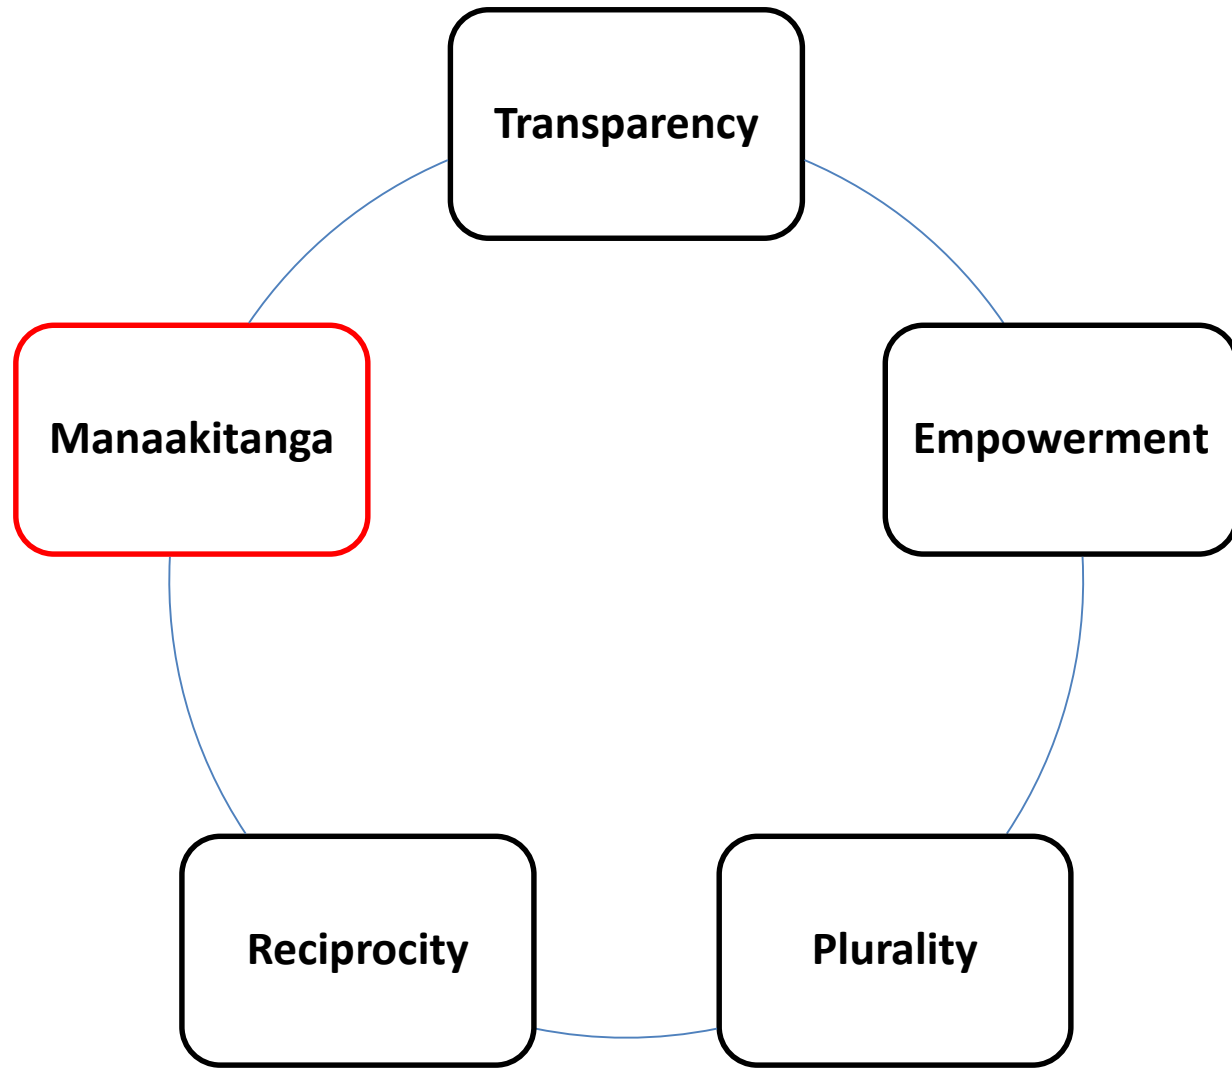 Transparency
Empowerment
Plurality
Reciprocity
Manaakitanga